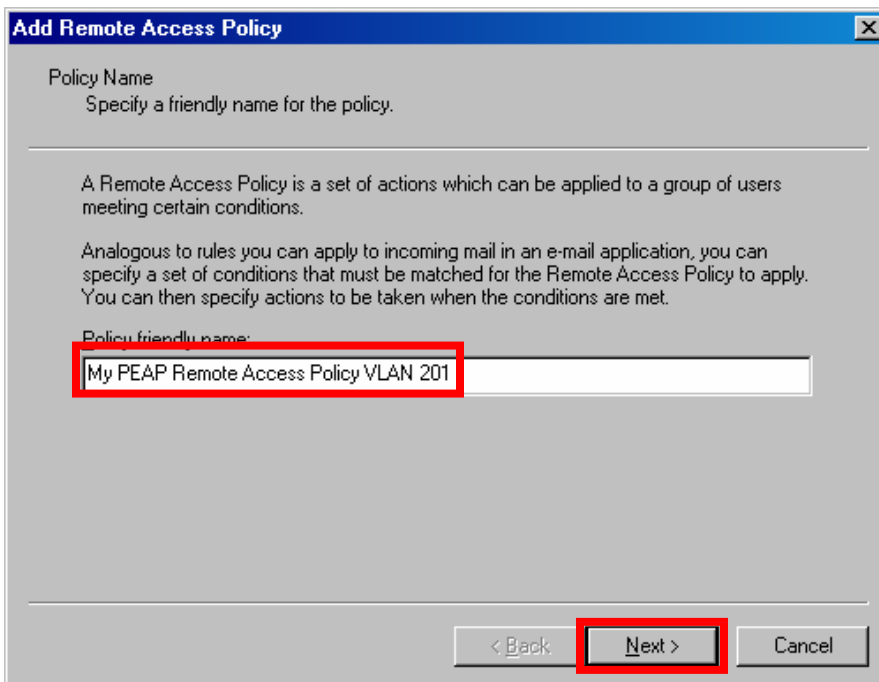 Add Remote Access Policy
Policy Name
Specify a friendly name for the policy.
A Remote Access Policy is a set of actions which can be applied to a group of users
meeting certain conditions.
Analogous to rules you can apply to incoming mail in an e-mail application, you can
specify a set of conditions that must be matched for the Remote Access Policy to apply.
You can then specify actions to be taken when the conditions are met.
Policy friendly name:
My PEAP Remote Access Policy VLAN 201
< Back
Next >
Cancel